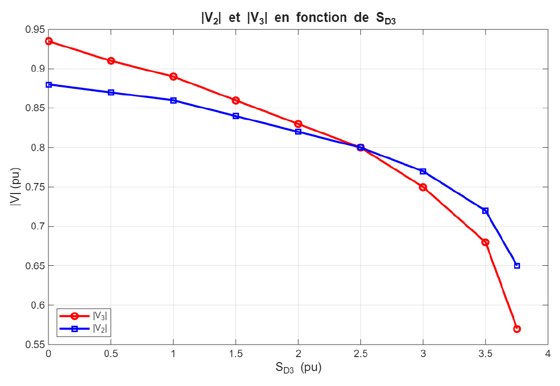 |V2| et |V3| en fonction de SD3
0.95
0.9
0.85
0.8
0.75
0.7
0.65
0.6
0.55
|V| (pu)
|V3|
|V2|
0 0.5 1 1.5 2 2.5 3 3.5 4
SD3 (pu)